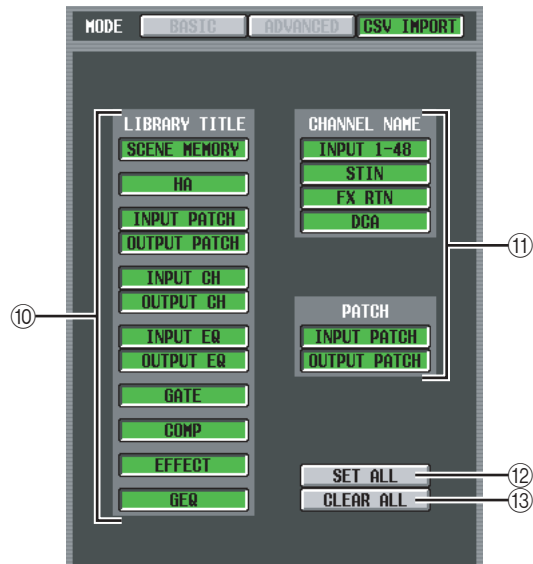 MODE BASIC ADVANCED CSV IMPORT
LIBRARY TITLE
SCENE MEMORY
HA
INPUT PATCH
OUTPUT PATCH
INPUT CH
OUTPUT CH
INPUT EQ
OUTPUT EQ
GATE
COMP
EFFECT
GEQ
⑩
CHANNEL NAME
INPUT 1-48
STIN
FX RTN
DCA
PATCH
INPUT PATCH
OUTPUT PATCH
⑪
SET ALL ⑫
CLEAR ALL ⑬